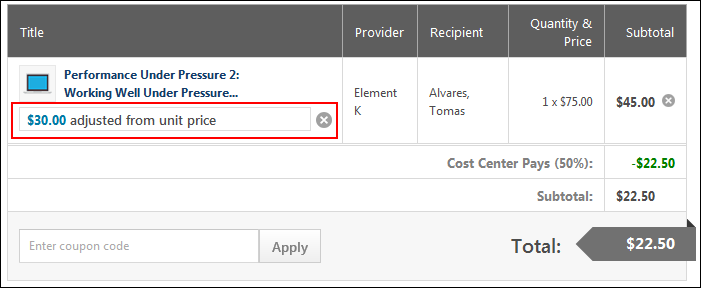 Title
Provider
Recipient
Quantity &
Price
Subtotal
Performance Under Pressure 2:
Working Well Under Pressure...
$30.00 adjusted from unit price
Element
K
Alvares,
Tomas
1 x $75.00
$45.00
Cost Center Pays (50%):
-$22.50
Subtotal:
$22.50
Enter coupon code
Apply
Total:
$22.50